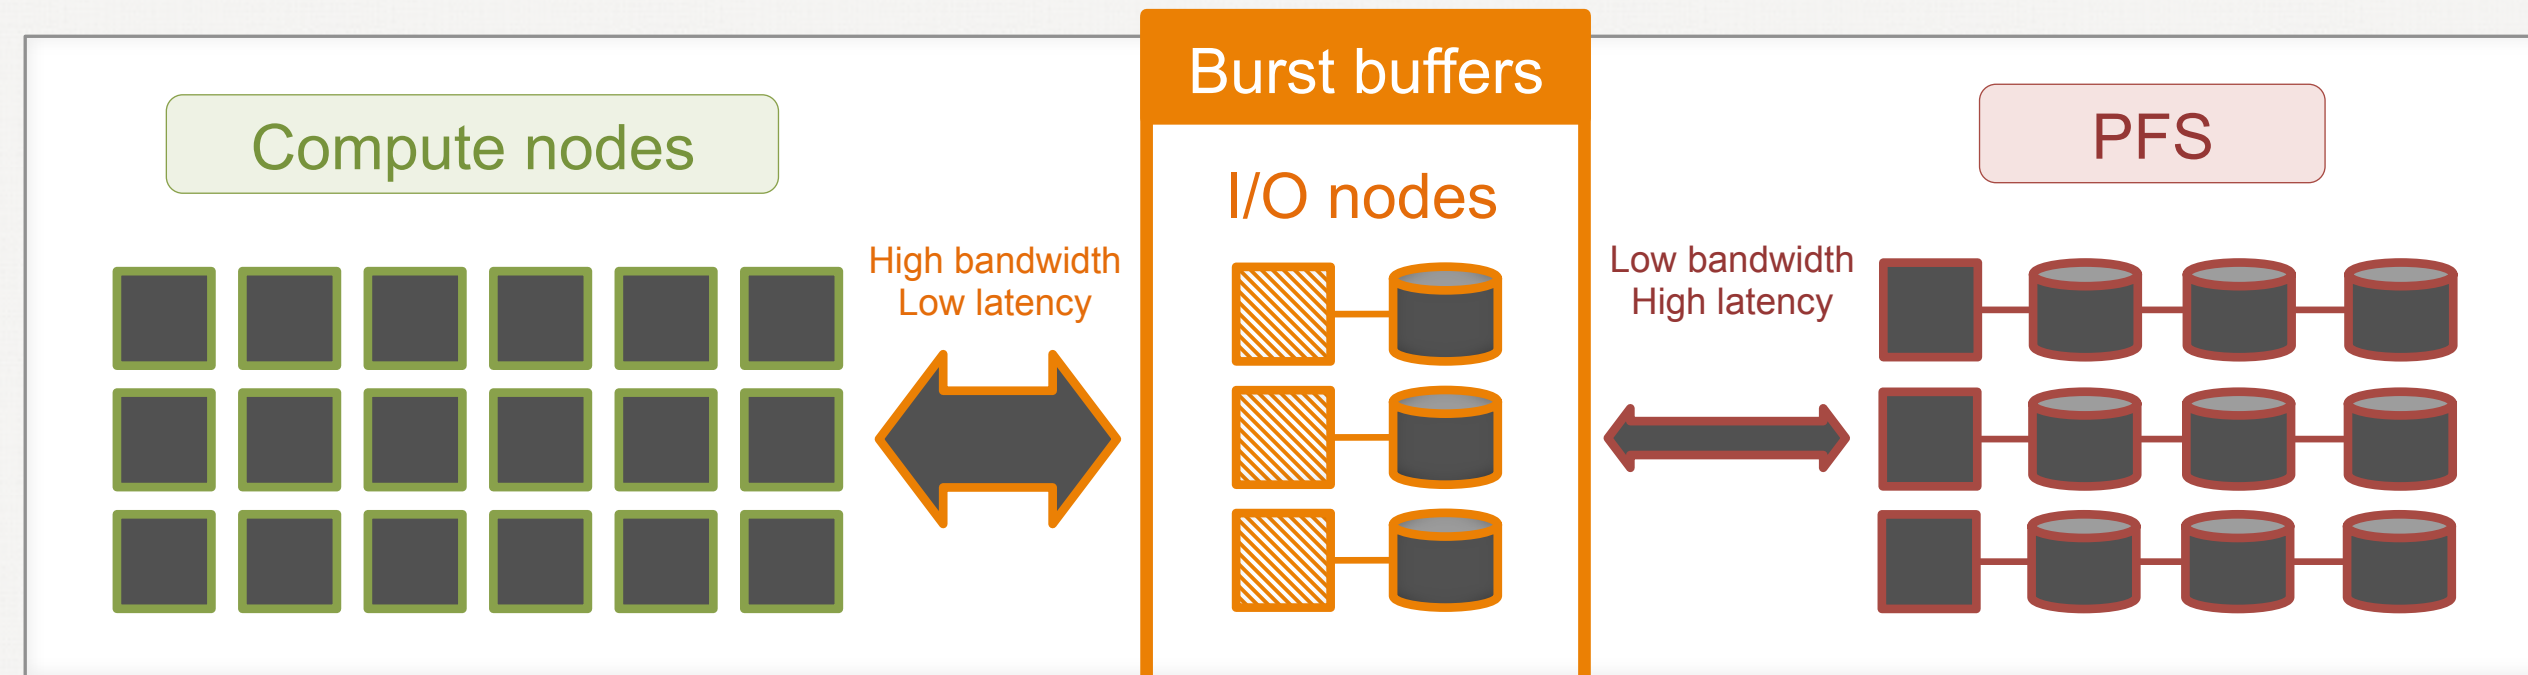 Burst buffers
Compute nodes
PFS
I/O nodes
High bandwidth
Low latency
Low bandwidth
High latency